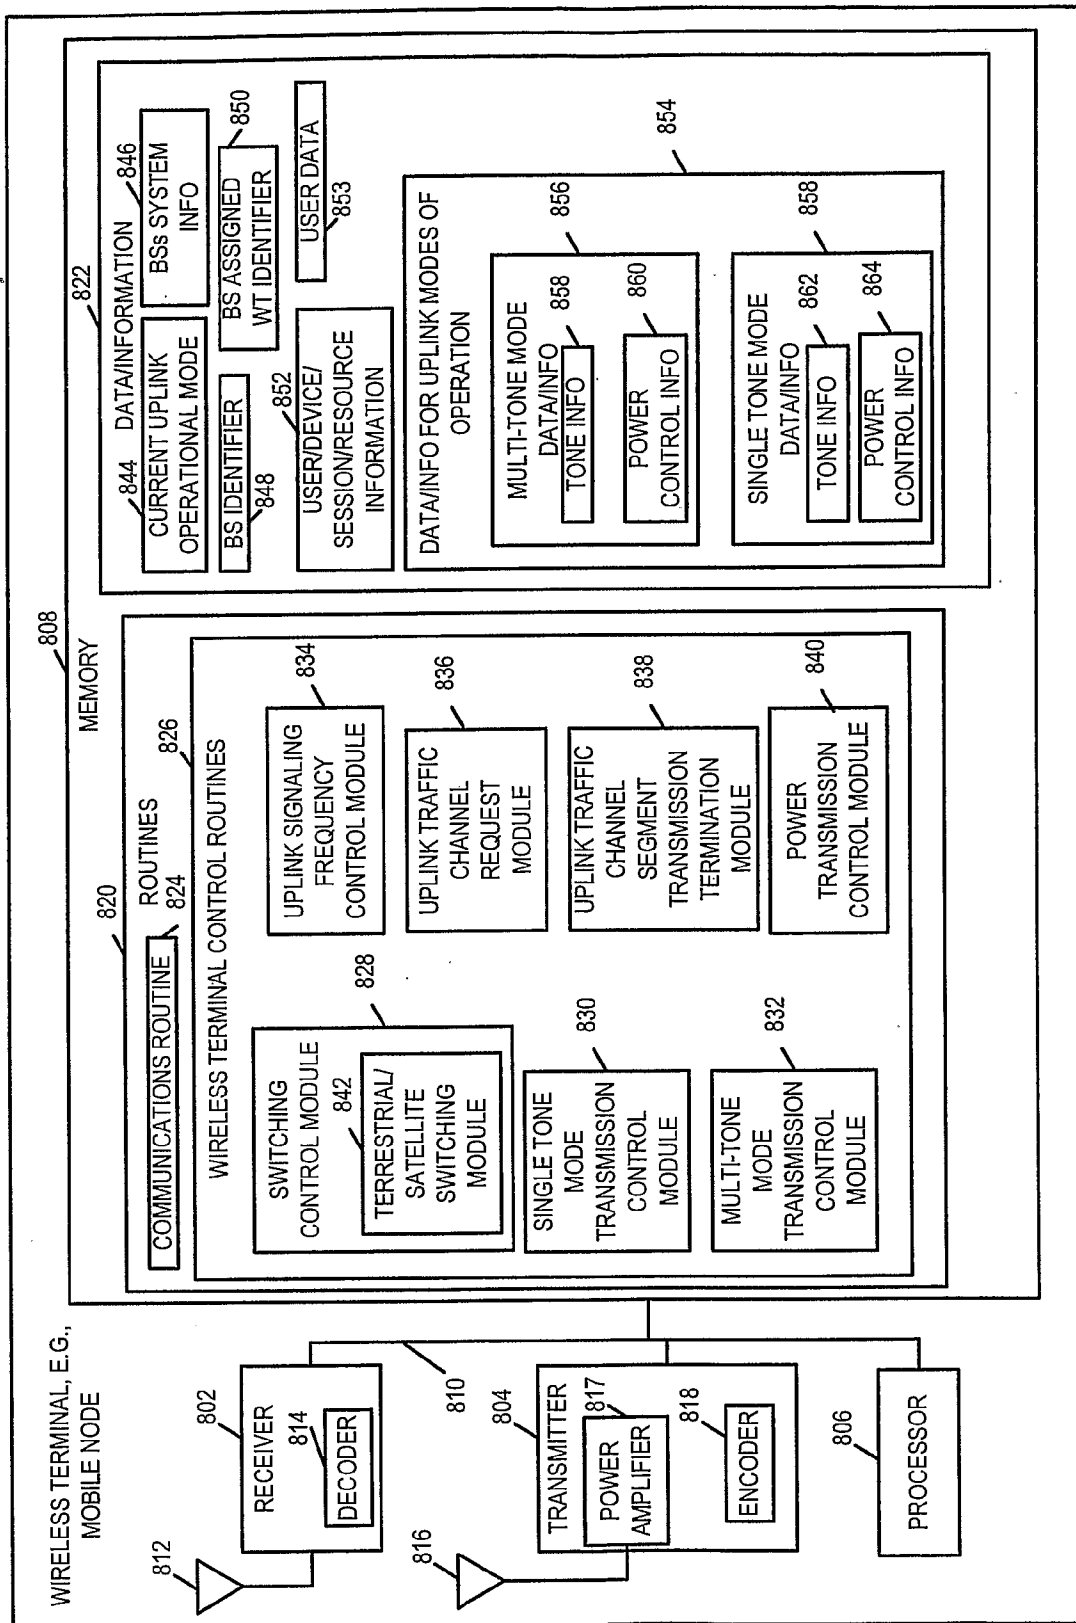 WIRELESS TERMINAL, E.G.,
MOBILE NODE
812
802
RECEIVER
814
DECODER
810
816
804
TRANSMITTER
817
POWER
AMPLIFIER
818
ENCODER
806
PROCESSOR
808
MEMORY
820
ROUTINES
824
COMMUNICATIONS ROUTINE
826
WIRELESS TERMINAL CONTROL ROUTINES
828
SWITCHING
CONTROL MODULE
842
TERRESTRIAL/
SATELLITE
SWITCHING
MODULE
830
SINGLE TONE
MODE
TRANSMISSION
CONTROL
MODULE
832
MULTI-TONE
MODE
TRANSMISSION
CONTROL
MODULE
834
UPLINK SIGNALING
FREQUENCY
CONTROL MODULE
836
UPLINK TRAFFIC
CHANNEL
REQUEST
MODULE
838
UPLINK TRAFFIC
CHANNEL
SEGMENT
TRANSMISSION
TERMINATION
MODULE
840
POWER
TRANSMISSION
CONTROL MODULE
822
DATA/INFORMATION
844
CURRENT UPLINK
OPERATIONAL MODE
846
BSs SYSTEM
INFO
BS IDENTIFIER
848
850
BS ASSIGNED
WT IDENTIFIER
852
USER/DEVICE/
SESSION/RESOURCE
INFORMATION
USER DATA
853
854
DATA/INFO FOR UPLINK MODES OF
OPERATION
856
MULTI-TONE MODE
DATA/INFO
858
TONE INFO
860
POWER
CONTROL INFO
858
SINGLE TONE MODE
DATA/INFO
862
TONE INFO
864
POWER
CONTROL INFO